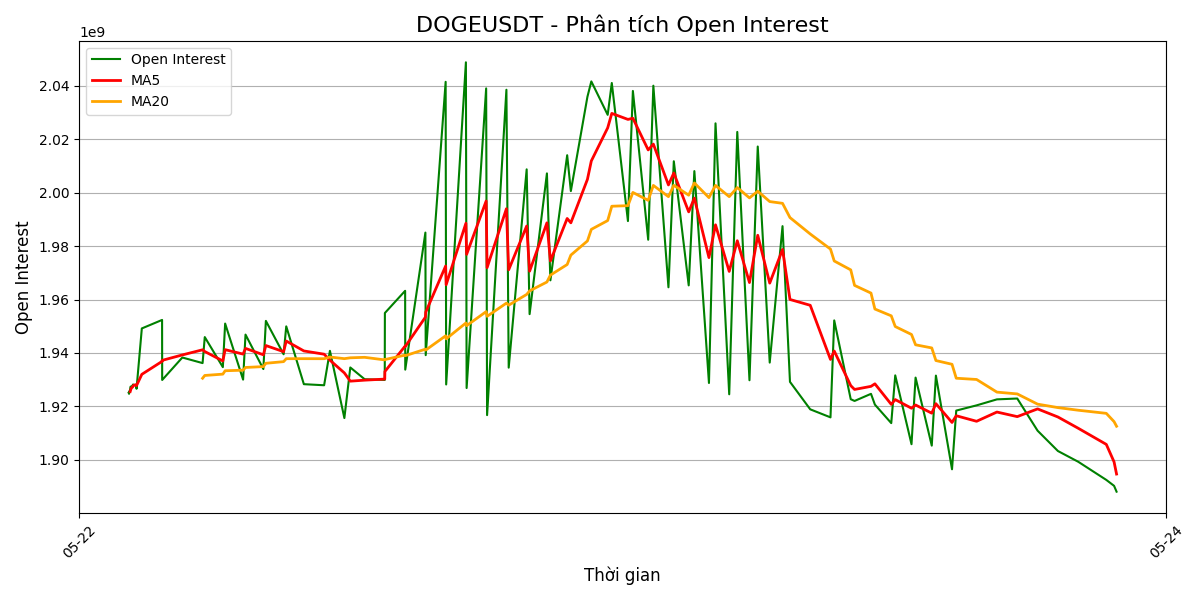 DOGEUSDT - Phân tích Open Interest
1e9
Open Interest
MA5
MA20
2.04
2.02
2.00
1.98
1.96
1.94
1.92
1.90
Open Interest
05-22
05-24
Thời gian